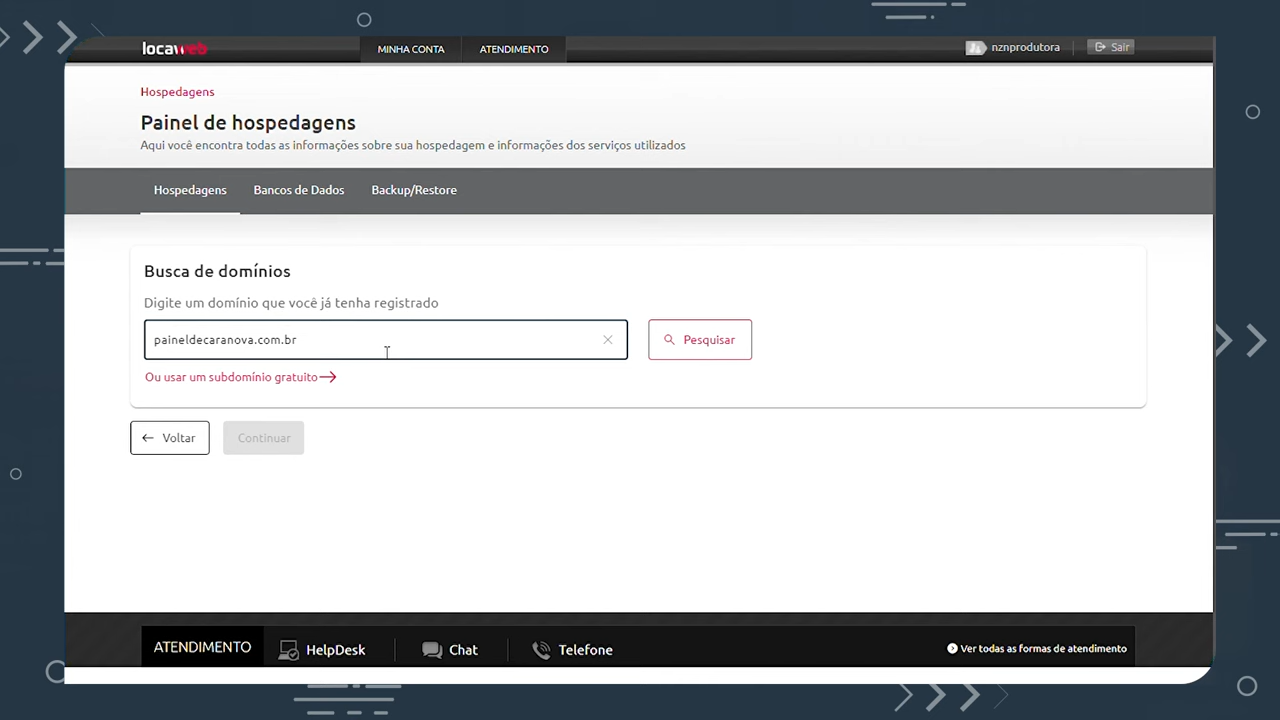 locaweb
MINHA CONTA
ATENDIMENTO
nznprodutora
Sair
Hospedagens
Painel de hospedagens
Aqui você encontra todas as informações sobre sua hospedagem e informações dos serviços utilizados
Hospedagens
Bancos de Dados
Backup/Restore
Busca de domínios
Digite um domínio que você já tenha registrado
paineldecaranova.com.br
Pesquisar
Ou usar um subdomínio gratuito
Voltar
Continuar
ATENDIMENTO
HelpDesk
Chat
Telefone
Ver todas as formas de atendimento